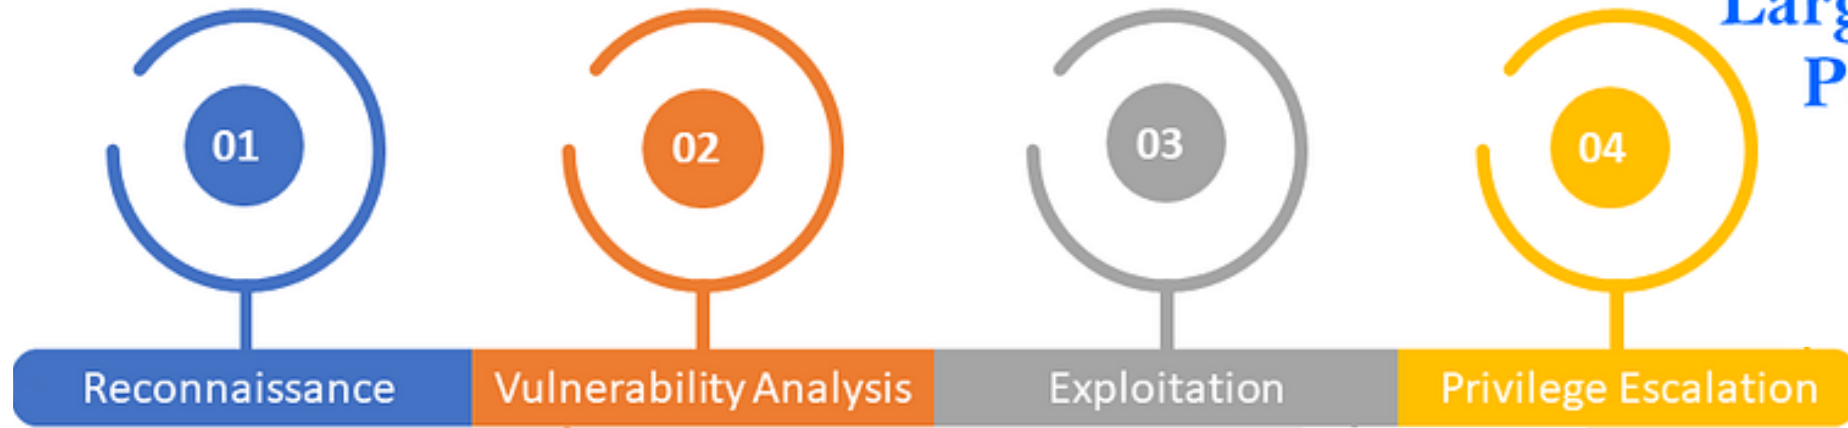 01
02
03
04
Reconnaissance
Vulnerability Analysis
Exploitation
Privilege Escalation